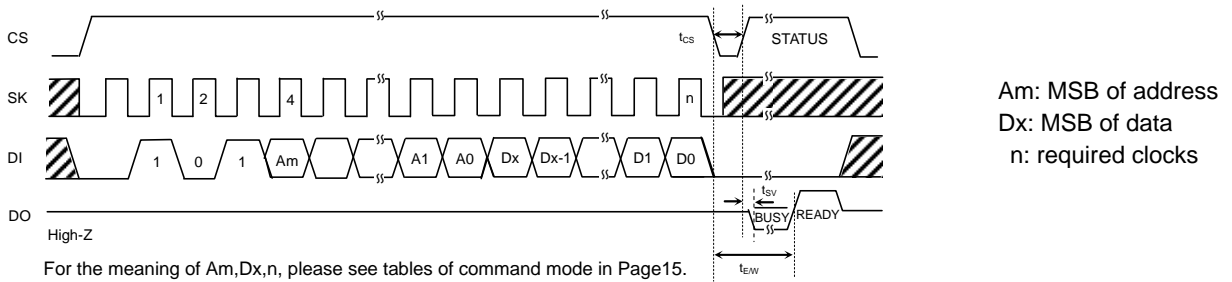 CS
tCS
STATUS
SK
1
2
4
n
DI
1
0
1
Am
A1
A0
Dx
Dx-1
D1
D0
tSV
DO
BUSY
READY
High-Z
tE/W
For the meaning of Am,Dx,n, please see tables of command mode in Page15.
Am: MSB of address
Dx: MSB of data
n: required clocks